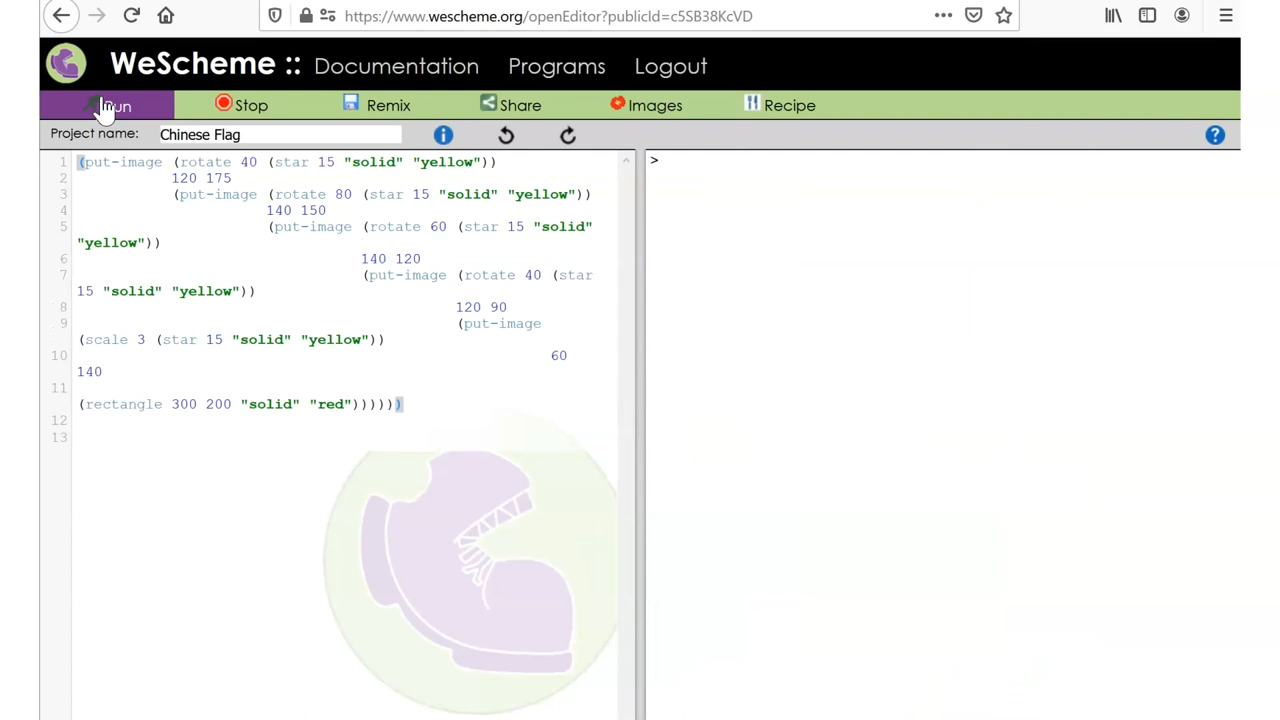 https://www.wescheme.org/openEditor?publicId=c5SB38KcVD
WeScheme :: Documentation Programs Logout
Run Stop Remix Share Images Recipe
Project name: Chinese Flag
1 (put-image (rotate 40 (star 15 "solid" "yellow"))
2 120 175
3 (put-image (rotate 80 (star 15 "solid" "yellow"))
4 140 150
5 (put-image (rotate 60 (star 15 "solid"
"yellow"))
6 140 120
7 (put-image (rotate 40 (star
15 "solid" "yellow"))
8 120 90
9 (put-image
(scale 3 (star 15 "solid" "yellow"))
10 60
140
11
(rectangle 300 200 "solid" "red"))))))
12
13
>